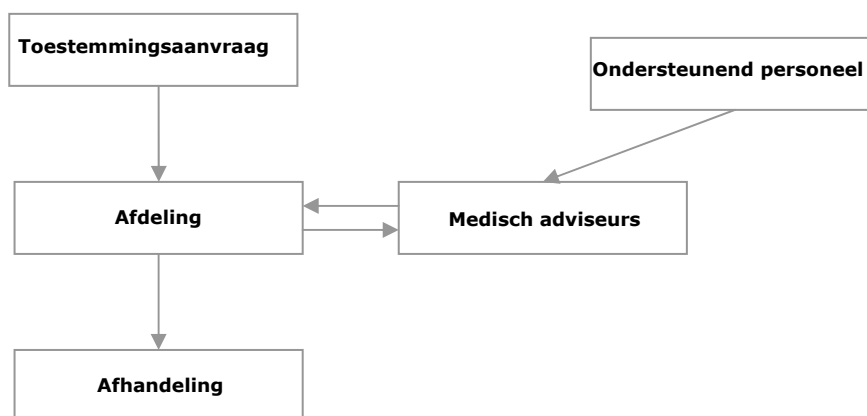 Toestemmingsaanvraag
Ondersteunend personeel
Afdeling
Medisch adviseurs
Afhandeling